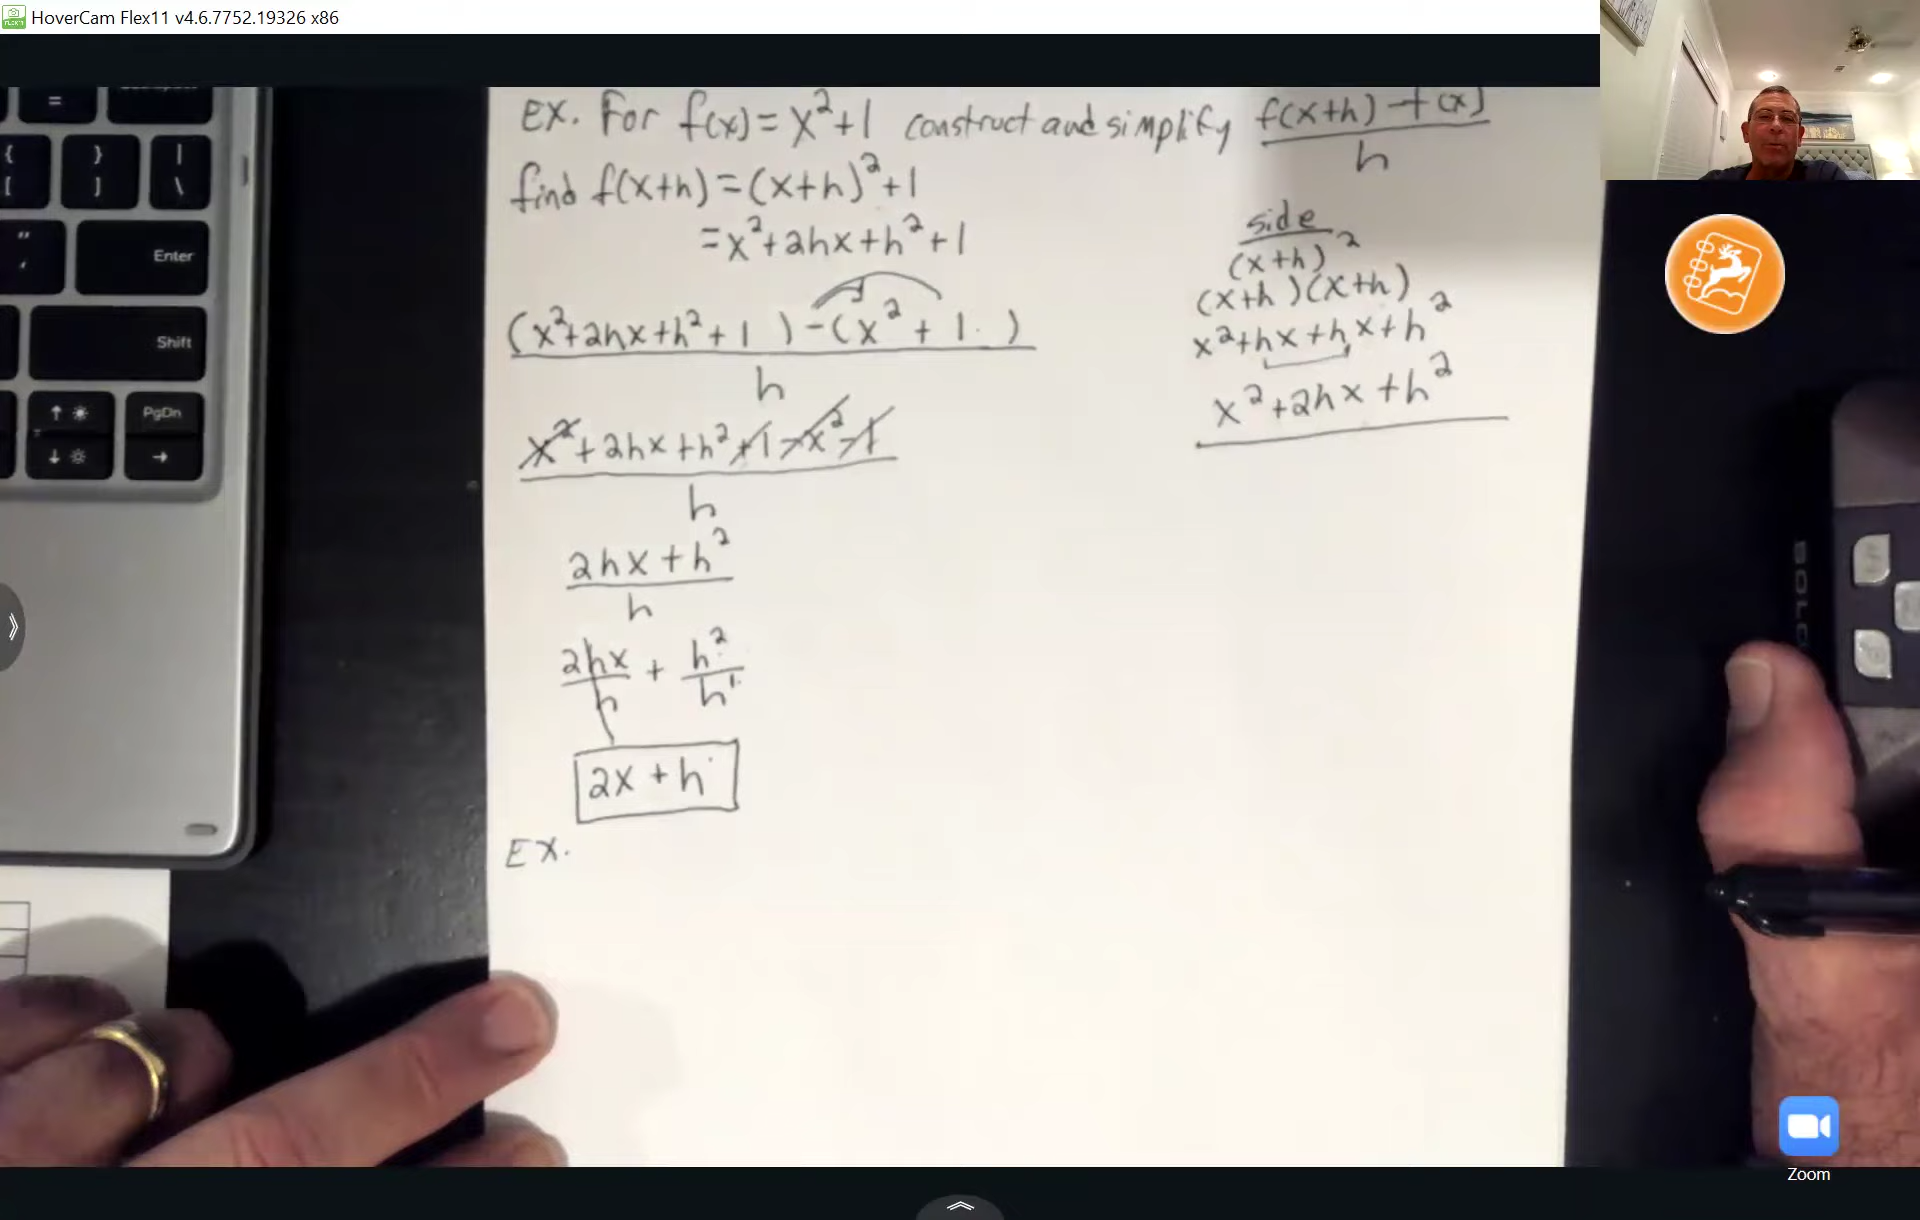 HoverCam Flex11 v4.6.7752.19326 x86
EX. For f(x) = x²+1 construct and simplify f(x+h) - f(x) / h
find f(x+h) = (x+h)²+1
= x²+2hx+h²+1
(x²+2hx+h²+1) - (x²+1)
h
x²+2hx+h²+1-x²-1
h
2hx+h²
h
2hx/h + h²/h¹
2x+h
EX.
side
(x+h)²
(x+h)(x+h)
x²+hx+hx+h²
x²+2hx+h²
=
{
[
}
]
|
\
"
'
Enter
Shift
PgDn
BOLD
Zoom